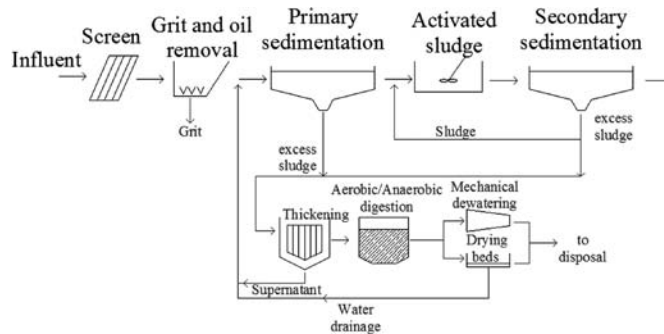 Influent
Screen
Grit and oil
removal
Primary
sedimentation
Activated
sludge
Secondary
sedimentation
Grit
Sludge
excess
sludge
excess
sludge
Thickening
Aerobic/Anaerobic
digestion
Mechanical
dewatering
Drying
beds
to
disposal
Supernatant
Water
drainage